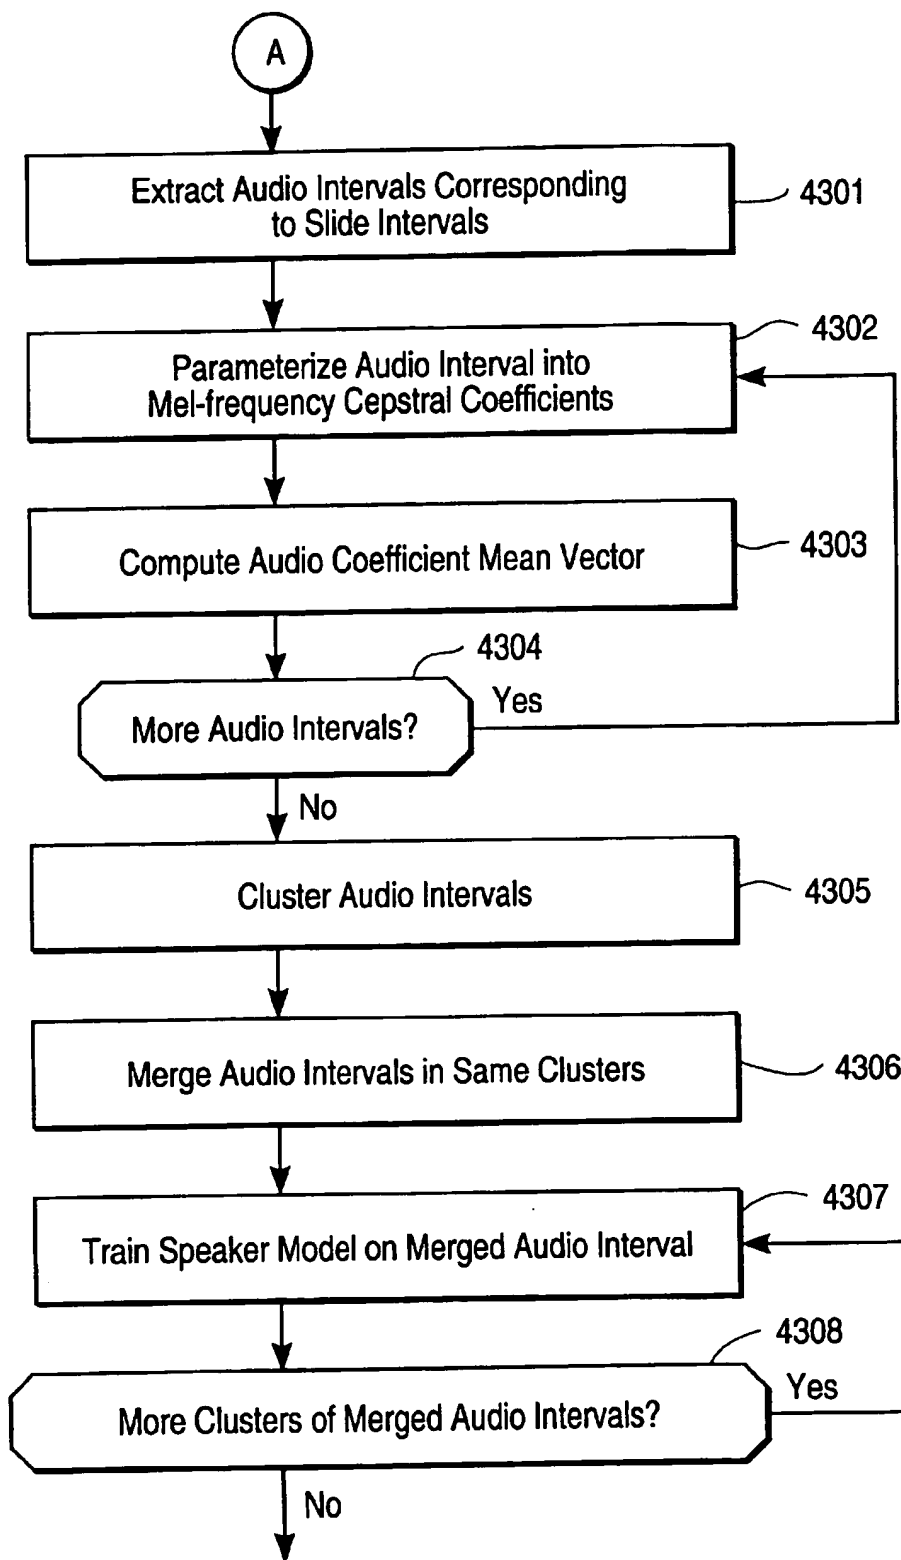 A
Extract Audio Intervals Corresponding
to Slide Intervals
4301
4302
Parameterize Audio Interval into
Mel-frequency Cepstral Coefficients
Compute Audio Coefficient Mean Vector
4303
4304
More Audio Intervals?
Yes
No
Cluster Audio Intervals
4305
Merge Audio Intervals in Same Clusters
4306
4307
Train Speaker Model on Merged Audio Interval
4308
More Clusters of Merged Audio Intervals?
Yes
No